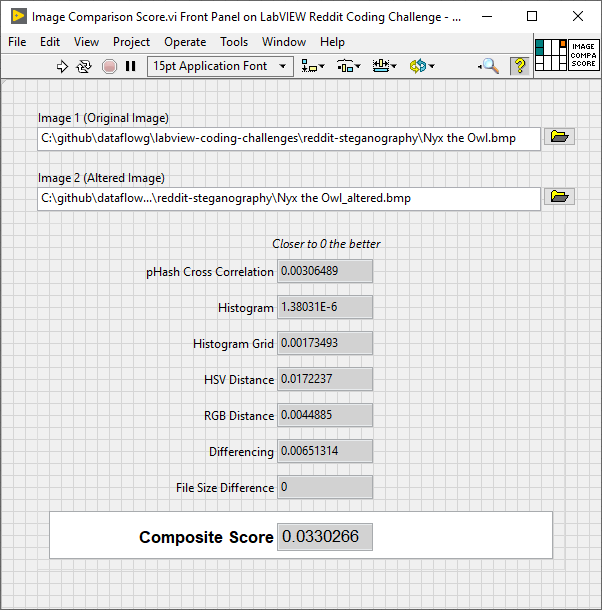 Image Comparison Score.vi Front Panel on LabVIEW Reddit Coding Challenge - ...
File Edit View Project Operate Tools Window Help
15pt Application Font
?
IMAGE
COMPA
SCORE
Image 1 (Original Image)
C:\github\dataflowg\labview-coding-challenges\reddit-steganography\Nyx the Owl.bmp
Image 2 (Altered Image)
C:\github\dataflow...\reddit-steganography\Nyx the Owl_altered.bmp
Closer to 0 the better
pHash Cross Correlation 0.00306489
Histogram 1.38031E-6
Histogram Grid 0.00173493
HSV Distance 0.0172237
RGB Distance 0.0044885
Differencing 0.00651314
File Size Difference 0
Composite Score 0.0330266